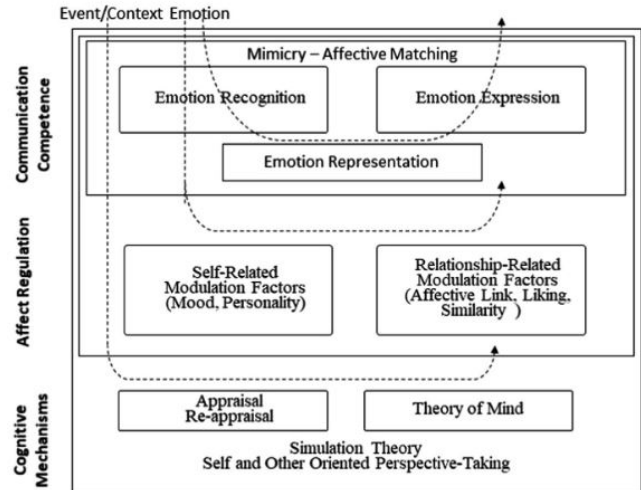 Event/Context Emotion
Mimicry – Affective Matching
Emotion Recognition
Emotion Expression
Emotion Representation
Communication
Competence
Self-Related
Modulation Factors
(Mood, Personality)
Relationship-Related
Modulation Factors
(Affective Link, Liking,
Similarity )
Affect Regulation
Appraisal
Re-appraisal
Theory of Mind
Simulation Theory
Self and Other Oriented Perspective-Taking
Cognitive
Mechanisms